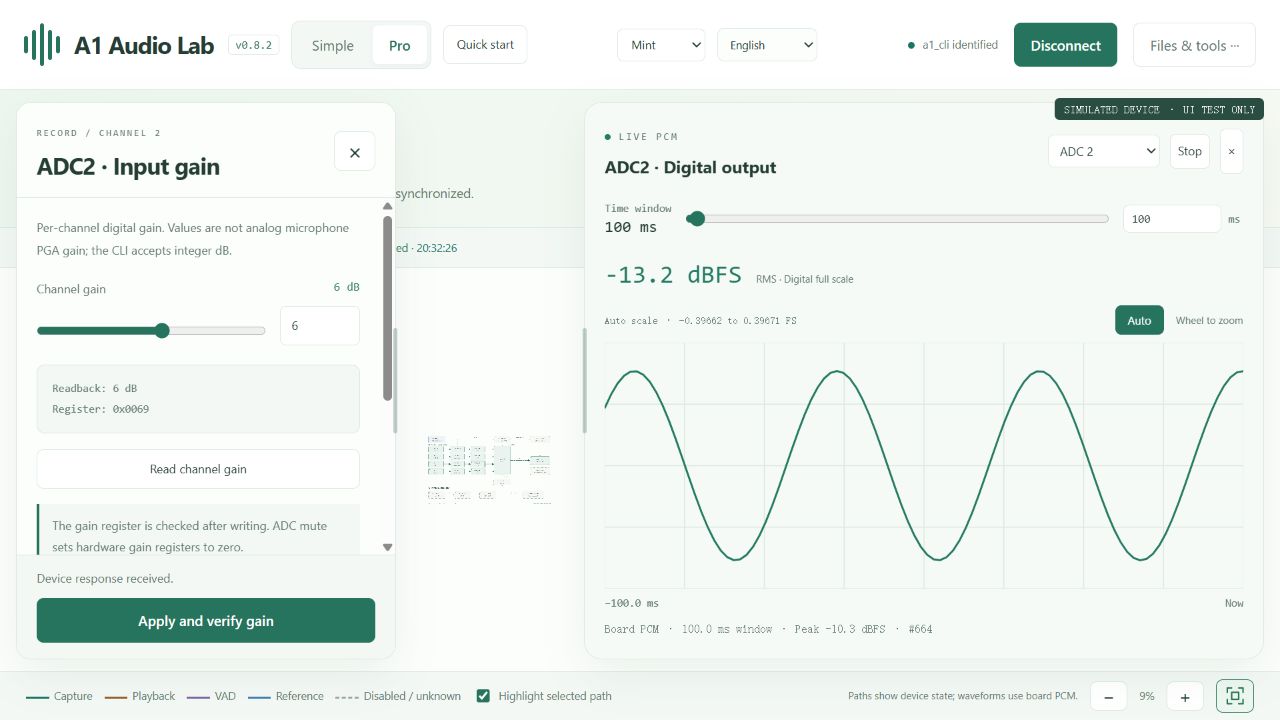 A1 Audio Lab
v0.8.2
Simple
Pro
Quick start
Mint
English
a1_cli identified
Disconnect
Files & tools ···
SIMULATED DEVICE · UI TEST ONLY
RECORD / CHANNEL 2
ADC2 · Input gain
×
synchronized.
ed · 20:32:26
Per-channel digital gain. Values are not analog microphone
PGA gain; the CLI accepts integer dB.
Channel gain
6 dB
6
Readback: 6 dB
Register: 0x0069
Read channel gain
The gain register is checked after writing. ADC mute
sets hardware gain registers to zero.
Device response received.
Apply and verify gain
LIVE PCM
ADC2 · Digital output
ADC 2
Stop
×
Time window
100 ms
100
ms
-13.2 dBFS
RMS · Digital full scale
Auto scale · -0.39662 to 0.39671 FS
Auto
Wheel to zoom
-100.0 ms
Now
Board PCM · 100.0 ms window · Peak -10.3 dBFS · #664
Capture
Playback
VAD
Reference
Disabled / unknown
Highlight selected path
Paths show device state; waveforms use board PCM.
−
9%
+